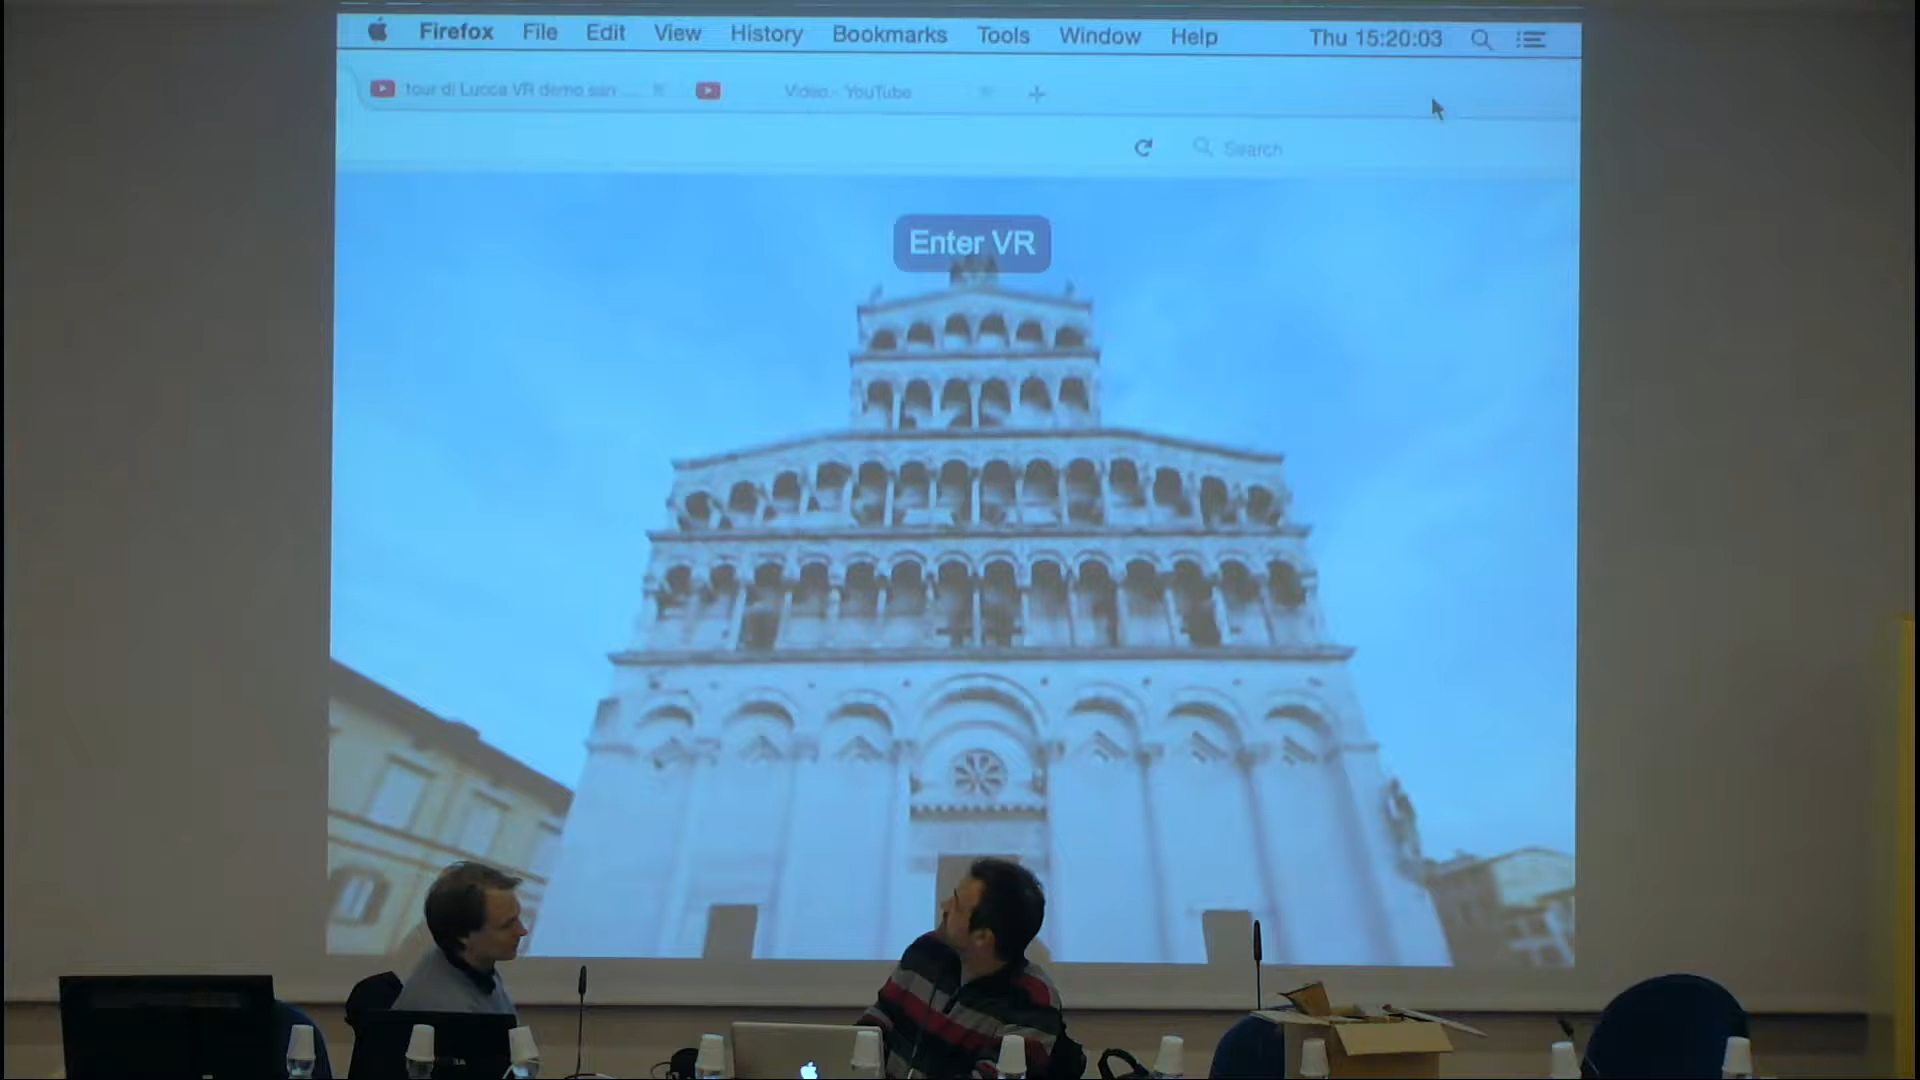 Firefox File Edit View History Bookmarks Tools Window Help Thu 15:20:03
tour di Lucca VR demo san ... Video - YouTube
Search
Enter VR